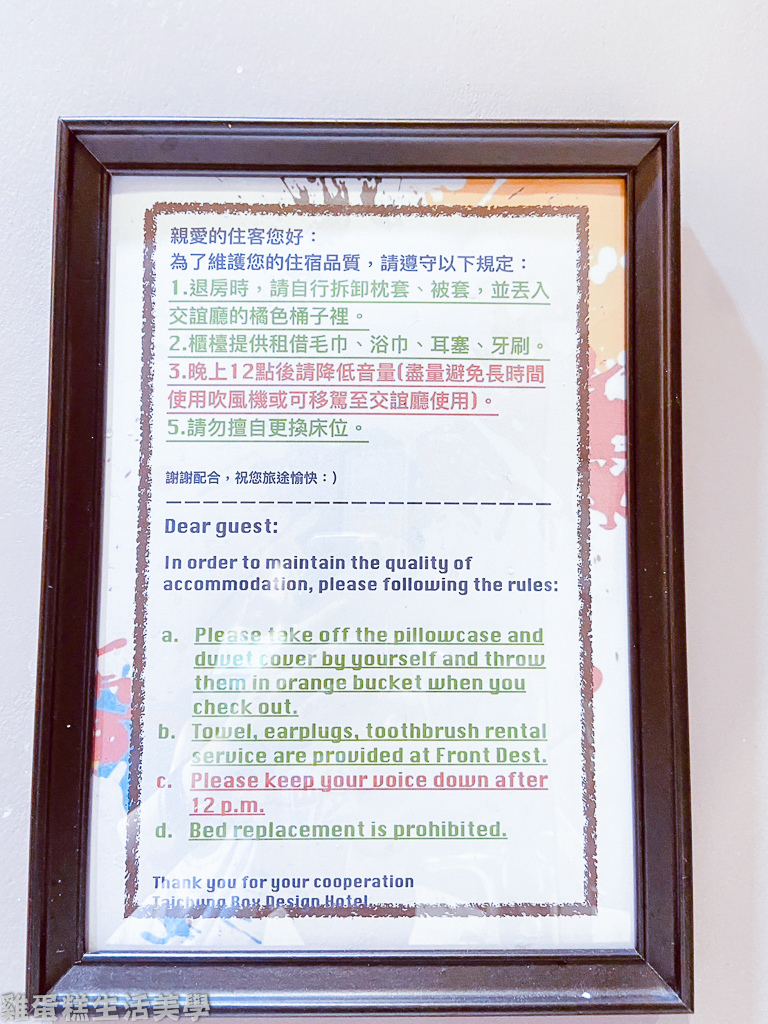 親愛的住客您好：
為了維護您的住宿品質，請遵守以下規定：
1.退房時，請自行拆卸枕套、被套，並丟入
交誼廳的橘色桶子裡。
2.櫃檯提供租借毛巾、浴巾、耳塞、牙刷。
3.晚上12點後請降低音量(盡量避免長時間
使用吹風機或可移駕至交誼廳使用)。
5.請勿擅自更換床位。
謝謝配合，祝您旅途愉快：)
Dear guest:
In order to maintain the quality of
accommodation, please following the rules:
a. Please take off the pillowcase and
duvet cover by yourself and throw
them in orange bucket when you
check out.
b. Towel, earplugs, toothbrush rental
service are provided at Front Dest.
c. Please keep your voice down after
12 p.m.
d. Bed replacement is prohibited.
Thank you for your cooperation
Taichung Box Design Hotel
雞蛋糕生活美學